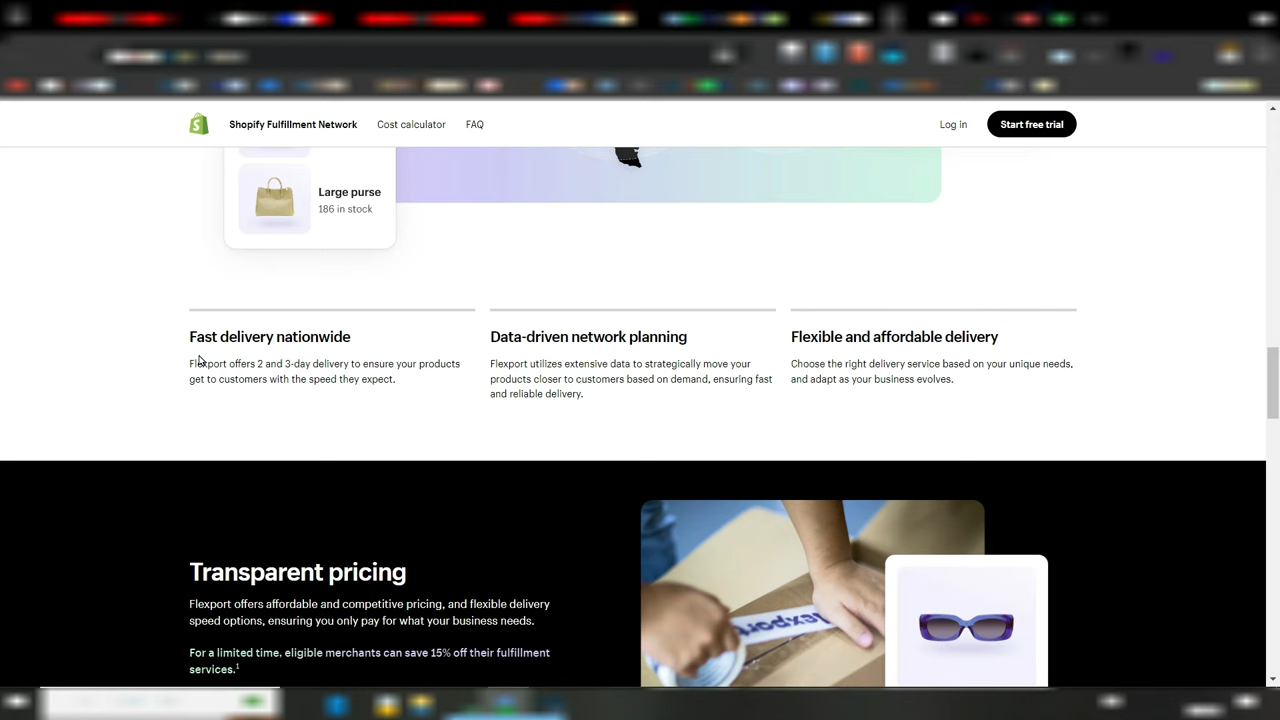 Shopify Fulfillment Network
Cost calculator
FAQ
Log in
Start free trial
Large purse
186 in stock
Fast delivery nationwide
Flexport offers 2 and 3-day delivery to ensure your products
get to customers with the speed they expect.
Data-driven network planning
Flexport utilizes extensive data to strategically move your
products closer to customers based on demand, ensuring fast
and reliable delivery.
Flexible and affordable delivery
Choose the right delivery service based on your unique needs,
and adapt as your business evolves.
Transparent pricing
Flexport offers affordable and competitive pricing, and flexible delivery
speed options, ensuring you only pay for what your business needs.
For a limited time, eligible merchants can save 15% off their fulfillment
services.1